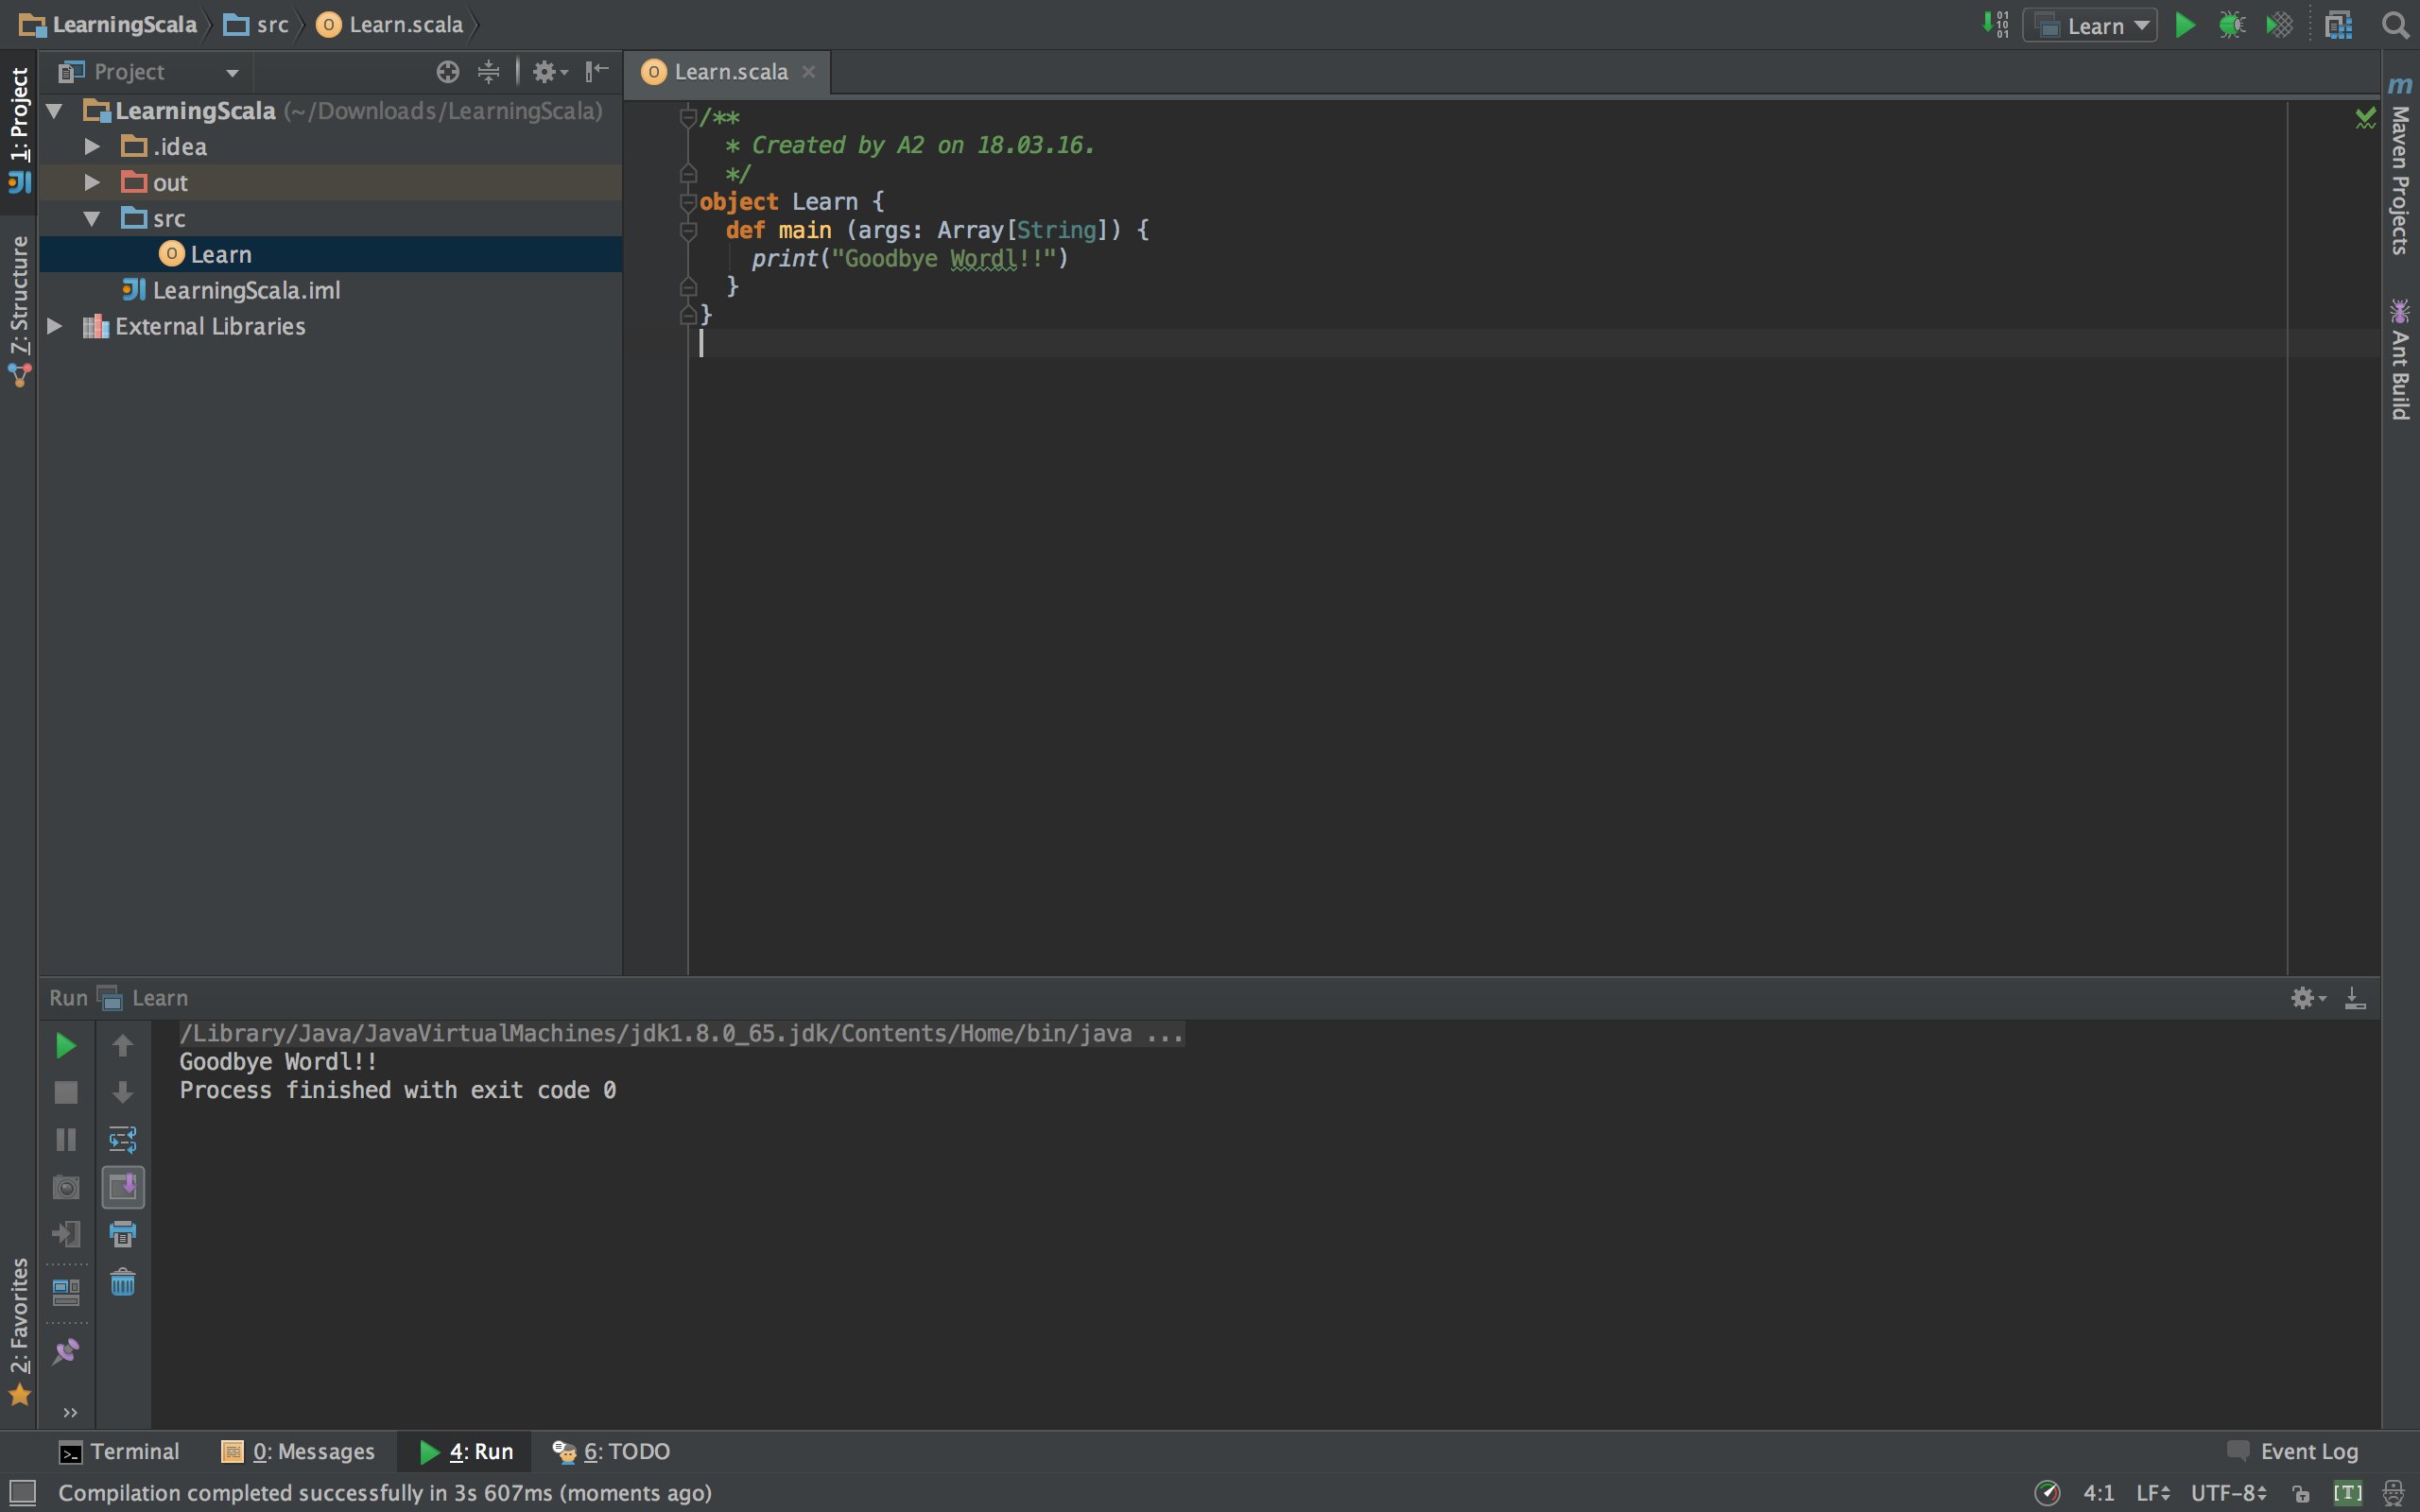 LearningScala src Learn.scala
Learn
1: Project
7: Structure
2: Favorites
Project
LearningScala (~/Downloads/LearningScala)
.idea
out
src
Learn
LearningScala.iml
External Libraries
Learn.scala
/**
* Created by A2 on 18.03.16.
*/
object Learn {
def main (args: Array[String]) {
print("Goodbye Wordl!!")
}
}
m Maven Projects
Ant Build
Run Learn
/Library/Java/JavaVirtualMachines/jdk1.8.0_65.jdk/Contents/Home/bin/java ...
Goodbye Wordl!!
Process finished with exit code 0
Terminal 0: Messages 4: Run 6: TODO Event Log
Compilation completed successfully in 3s 607ms (moments ago) 4:1 LF UTF-8 [T]